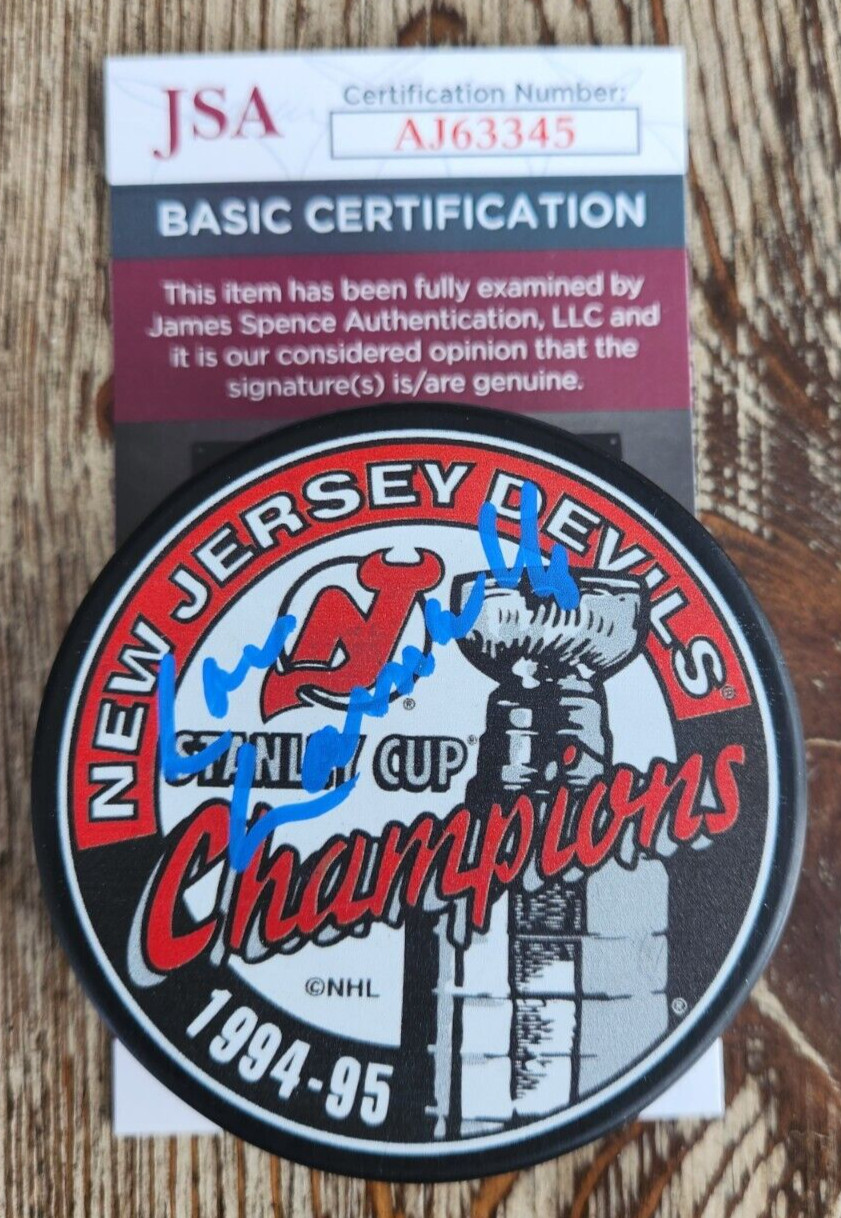 JSA
Certification Number:
AJ63345
BASIC CERTIFICATION
This item has been fully examined by
James Spence Authentication, LLC and
it is our considered opinion that the
signature(s) is/are genuine.
NEW JERSEY DEVILS®
N
®
Lou
Lamoriello
STANLEY CUP®
Champions
©NHL
®
1994-95